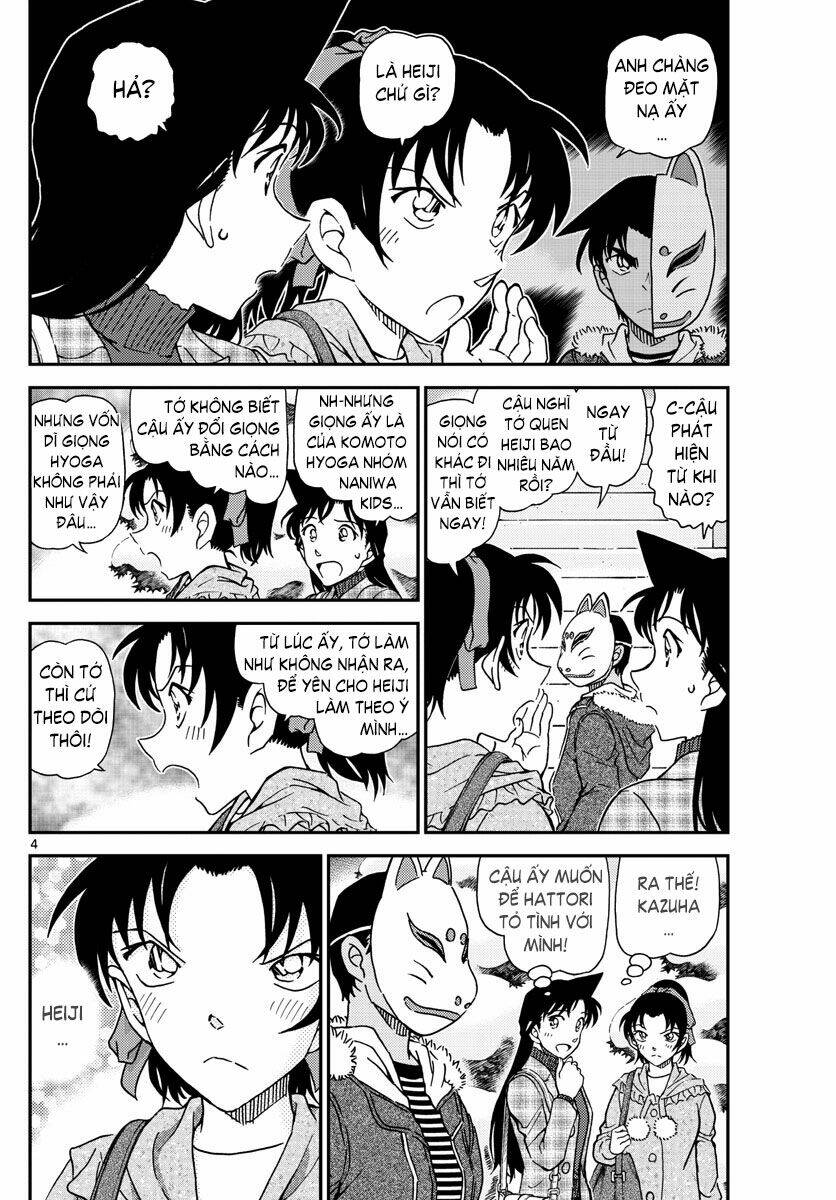 ANH CHÀNG
ĐEO MẶT
NẠ ẤY
...
LÀ HEIJI
CHỨ GÌ?
HẢ?
C-CẬU
PHÁT
HIỆN
TỪ KHI
NÀO?
NGAY
TỪ
ĐẦU!
CẬU NGHĨ
TỚ QUEN
HEIJI BAO
NHIÊU NĂM
RỒI?
GIỌNG
NÓI CÓ
KHÁC ĐI
THÌ TỚ
VẪN BIẾT
NGAY!
NH-NHƯNG
GIỌNG ẤY LÀ
CỦA KOMOTO
HYOGA NHÓM
NANIWA
KIDS...
TỚ KHÔNG BIẾT
CẬU ẤY ĐỔI GIỌNG
BẰNG CÁCH
NÀO...
NHƯNG VỐN
DĨ GIỌNG
HYOGA
KHÔNG PHẢI
NHƯ VẬY
ĐÂU...
TỪ LÚC ẤY, TỚ LÀM
NHƯ KHÔNG NHẬN RA,
ĐỂ YÊN CHO HEIJI
LÀM THEO Ý
MÌNH...
CÒN TỚ
THÌ CỨ
THEO DÕI
THÔI!
4
RA THẾ!
KAZUHA
...
CẬU ẤY MUỐN
ĐỂ HATTORI
TỎ TÌNH VỚI
MÌNH!
HEIJI
...